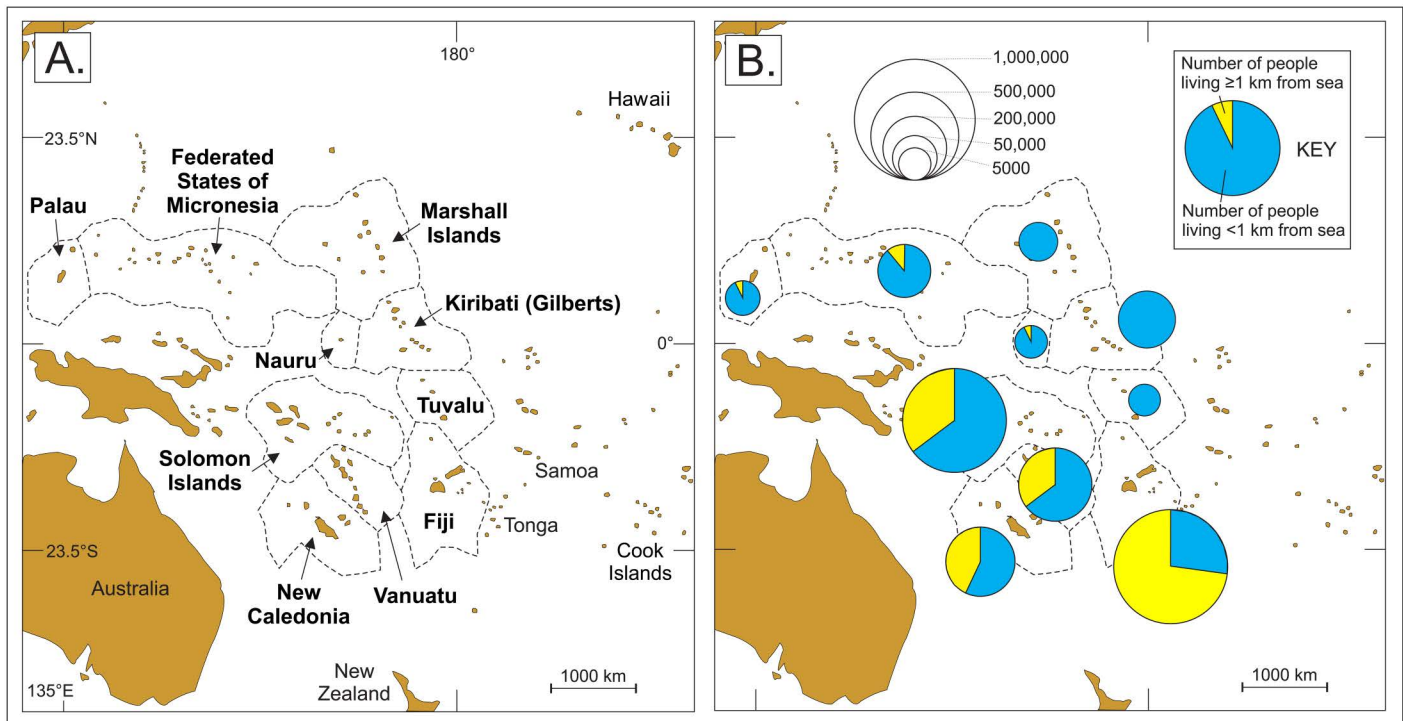 A.
180°
Hawaii
23.5°N
Federated
States of
Micronesia
Palau
Marshall
Islands
Kiribati (Gilberts)
Nauru
0°
Tuvalu
Solomon
Islands
Samoa
Fiji
Tonga
23.5°S
Cook
Islands
Australia
New
Caledonia
Vanuatu
New
Zealand
1000 km
135°E
B.
1,000,000
500,000
200,000
50,000
5000
Number of people
living ≥1 km from sea
KEY
Number of people
living <1 km from sea
1000 km